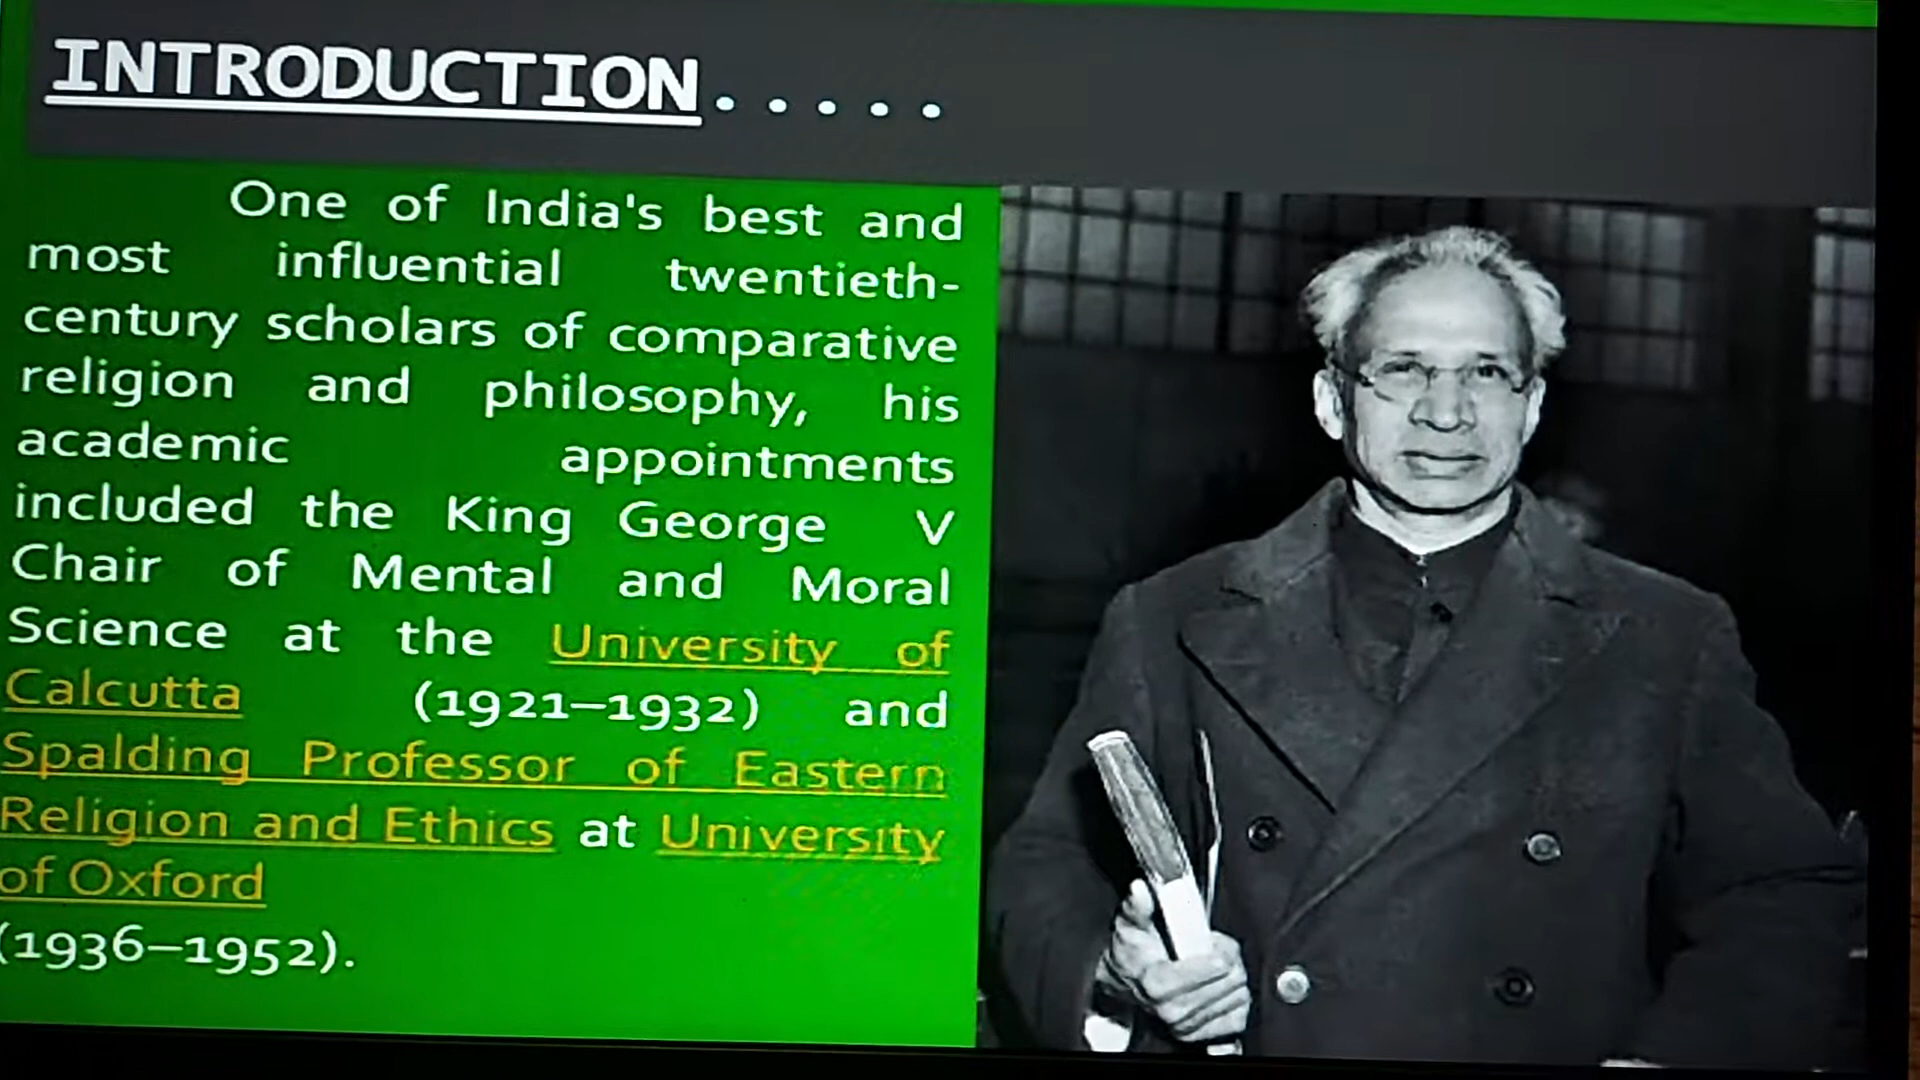 INTRODUCTION.....
One of India's best and
most influential twentieth-
century scholars of comparative
religion and philosophy, his
academic appointments
included the King George V
Chair of Mental and Moral
Science at the University of
Calcutta (1921–1932) and
Spalding Professor of Eastern
Religion and Ethics at University
of Oxford
(1936–1952).